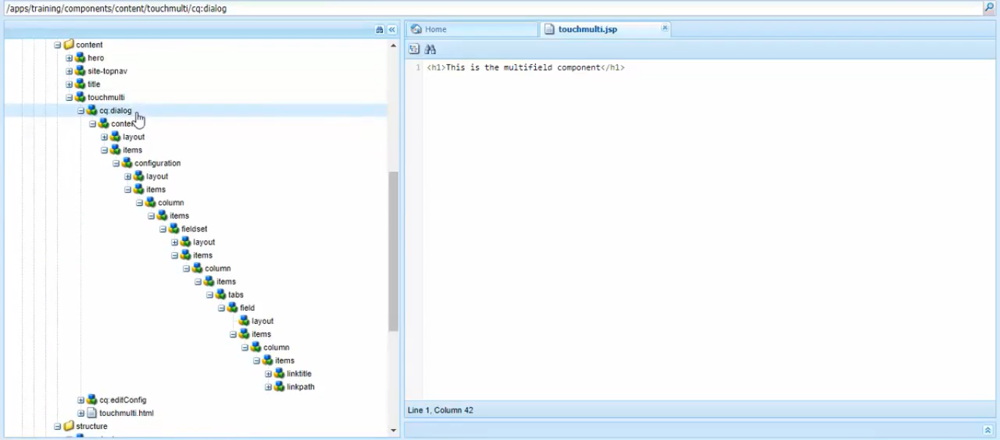 /apps/training/components/content/touchmulti/cq:dialog
content
hero
site-topnav
title
touchmulti
cq:dialog
layout
items
configuration
layout
items
column
items
fieldset
layout
items
column
items
tabs
field
layout
items
column
items
linktitle
linkpath
cq:editConfig
touchmulti.html
structure
Home
touchmulti.jsp
1 <h1>This is the multifield component</h1>
Line 1, Column 42